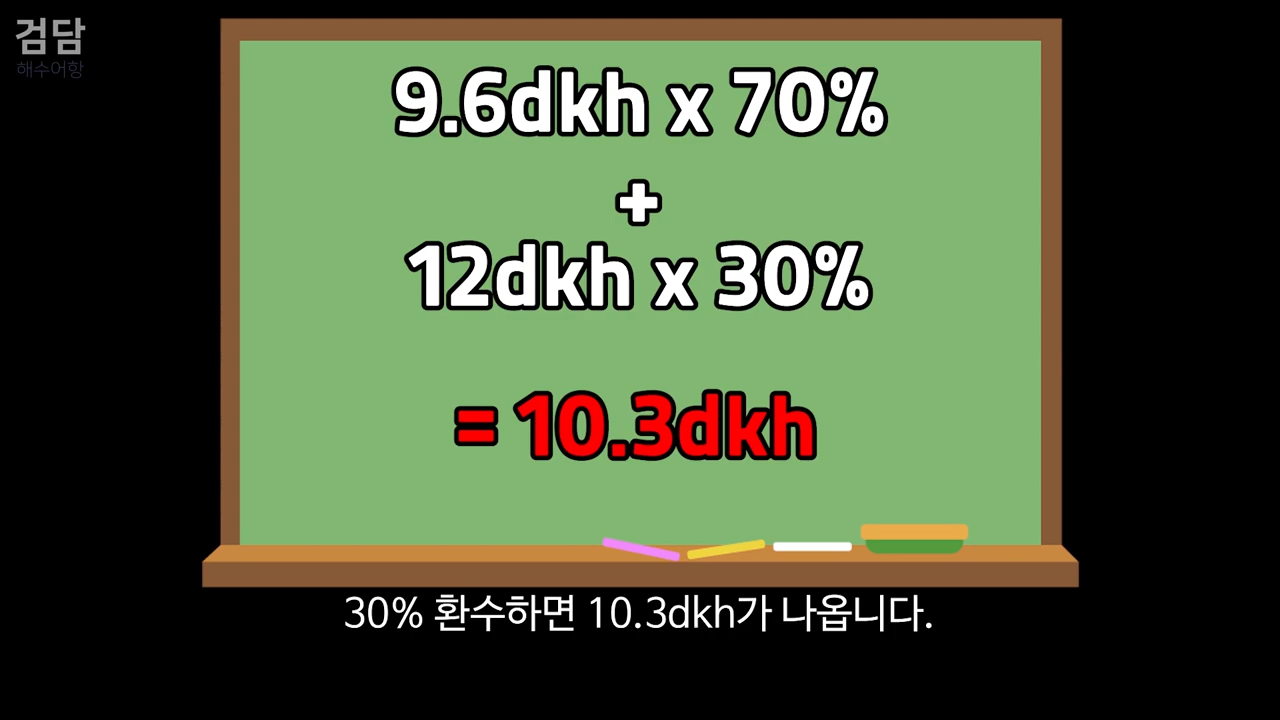 검담
해수어항
9.6dkh x 70%
+
12dkh x 30%
= 10.3dkh
30% 환수하면 10.3dkh가 나옵니다.